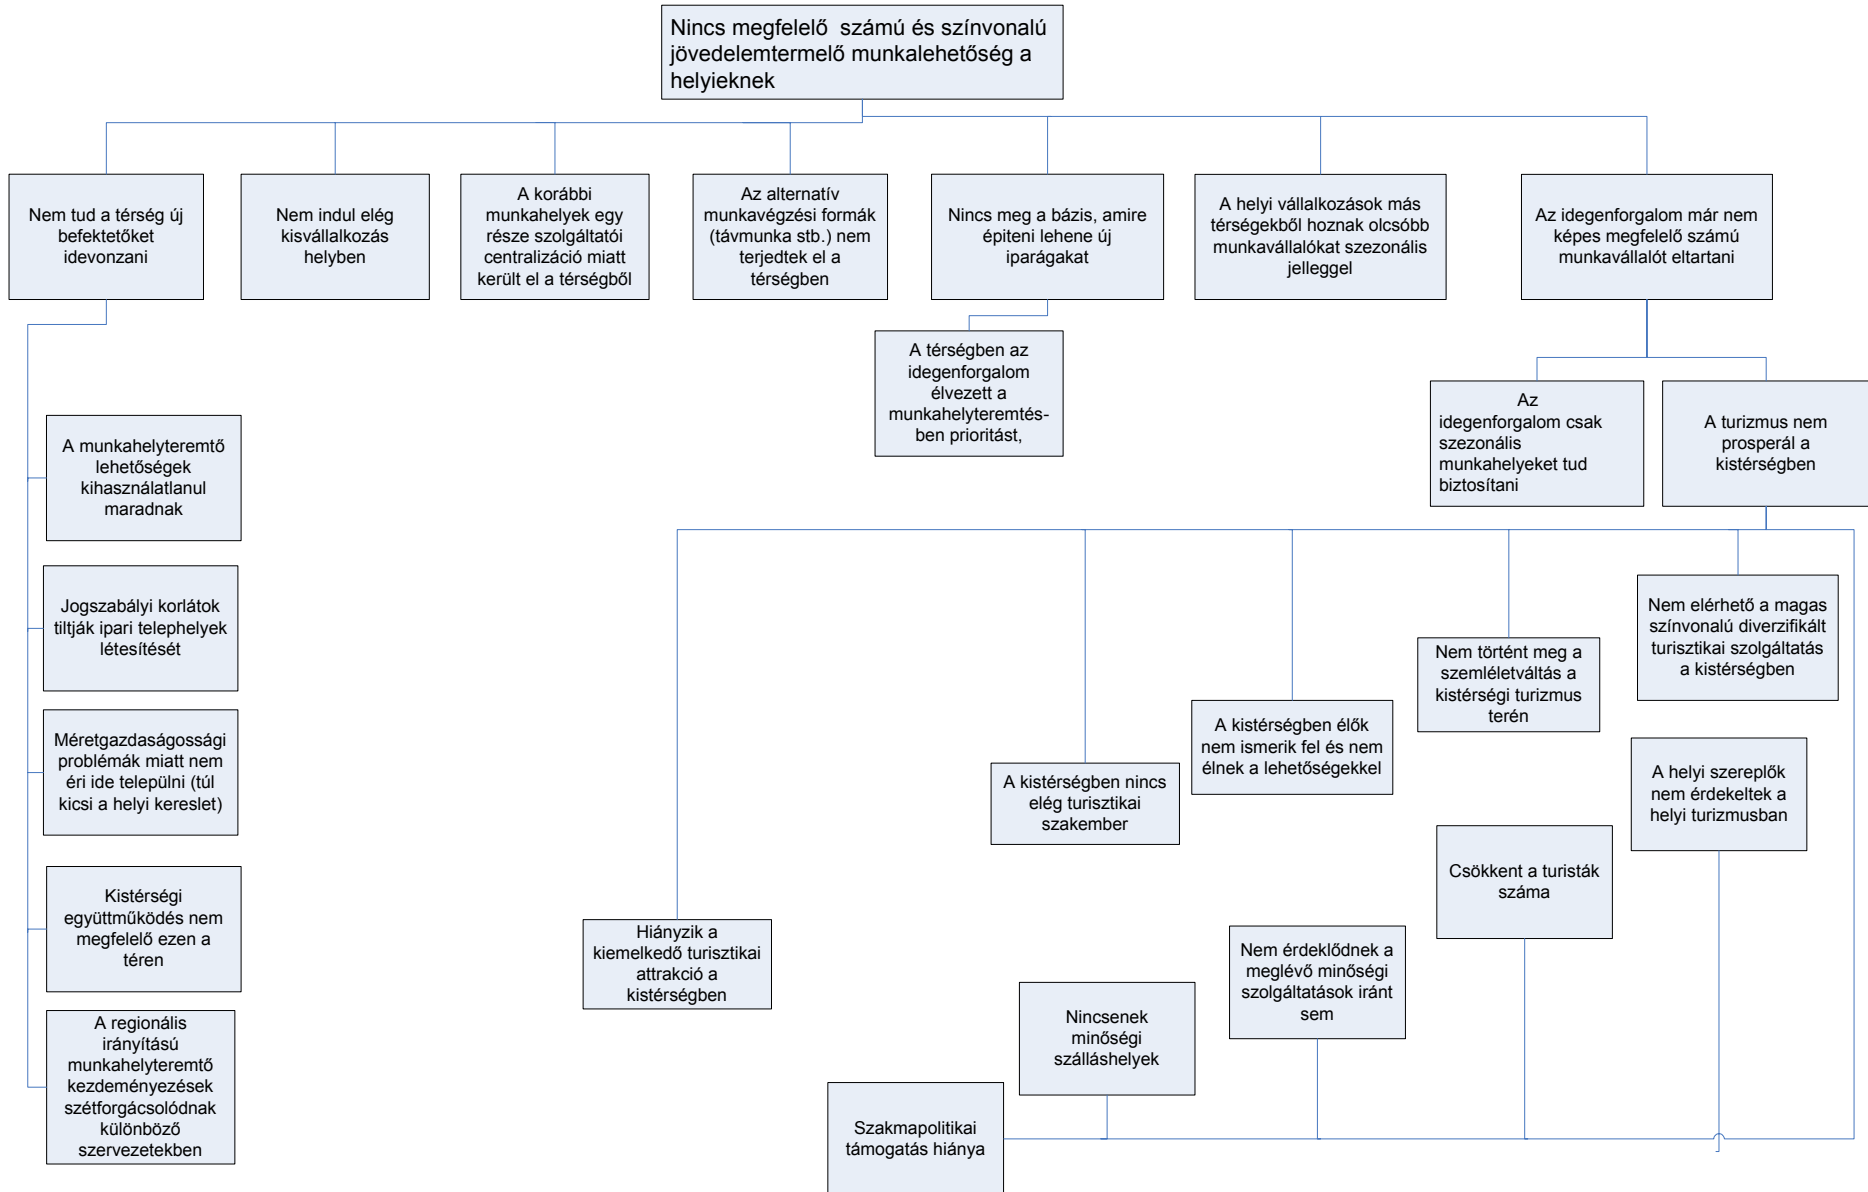 Nincs megfelelő  számú és színvonalú
jövedelemtermelő munkalehetőség a
helyieknek
Nem tud a térség új
befektetőket
idevonzani
Nem indul elég
kisvállalkozás
helyben
A korábbi
munkahelyek egy
része szolgáltatói
centralizáció miatt
került el a térségből
Az alternatív
munkavégzési formák
(távmunka stb.) nem
terjedtek el a
térségben
Nincs meg a bázis, amire
épiteni lehene új
iparágakat
A helyi vállalkozások más
térségekből hoznak olcsóbb
munkavállalókat szezonális
jelleggel
Az idegenforgalom már nem
képes megfelelő számú
munkavállalót eltartani
A térségben az
idegenforgalom
élvezett a
munkahelyteremtés-
ben prioritást,
Az
idegenforgalom csak
szezonális
munkahelyeket tud
biztosítani
A turizmus nem
prosperál a
kistérségben
A munkahelyteremtő
lehetőségek
kihasználatlanul
maradnak
Jogszabályi korlátok
tiltják ipari telephelyek
létesítését
Méretgazdaságossági
problémák miatt nem
éri ide települni (túl
kicsi a helyi kereslet)
Kistérségi
együttműködés nem
megfelelő ezen a
téren
A regionális
irányítású
munkahelyteremtő
kezdeményezések
szétforgácsolódnak
különböző
szervezetekben
Hiányzik a
kiemelkedő turisztikai
attrakció a
kistérségben
A kistérségben nincs
elég turisztikai
szakember
A kistérségben élők
nem ismerik fel és nem
élnek a lehetőségekkel
Nem történt meg a
szemléletváltás a
kistérségi turizmus
terén
Nem elérhető a magas
színvonalú diverzifikált
turisztikai szolgáltatás
a kistérségben
A helyi szereplők
nem érdekeltek a
helyi turizmusban
Csökkent a turisták
száma
Nem érdeklődnek a
meglévő minőségi
szolgáltatások iránt
sem
Nincsenek
minőségi
szálláshelyek
Szakmapolitikai
támogatás hiánya